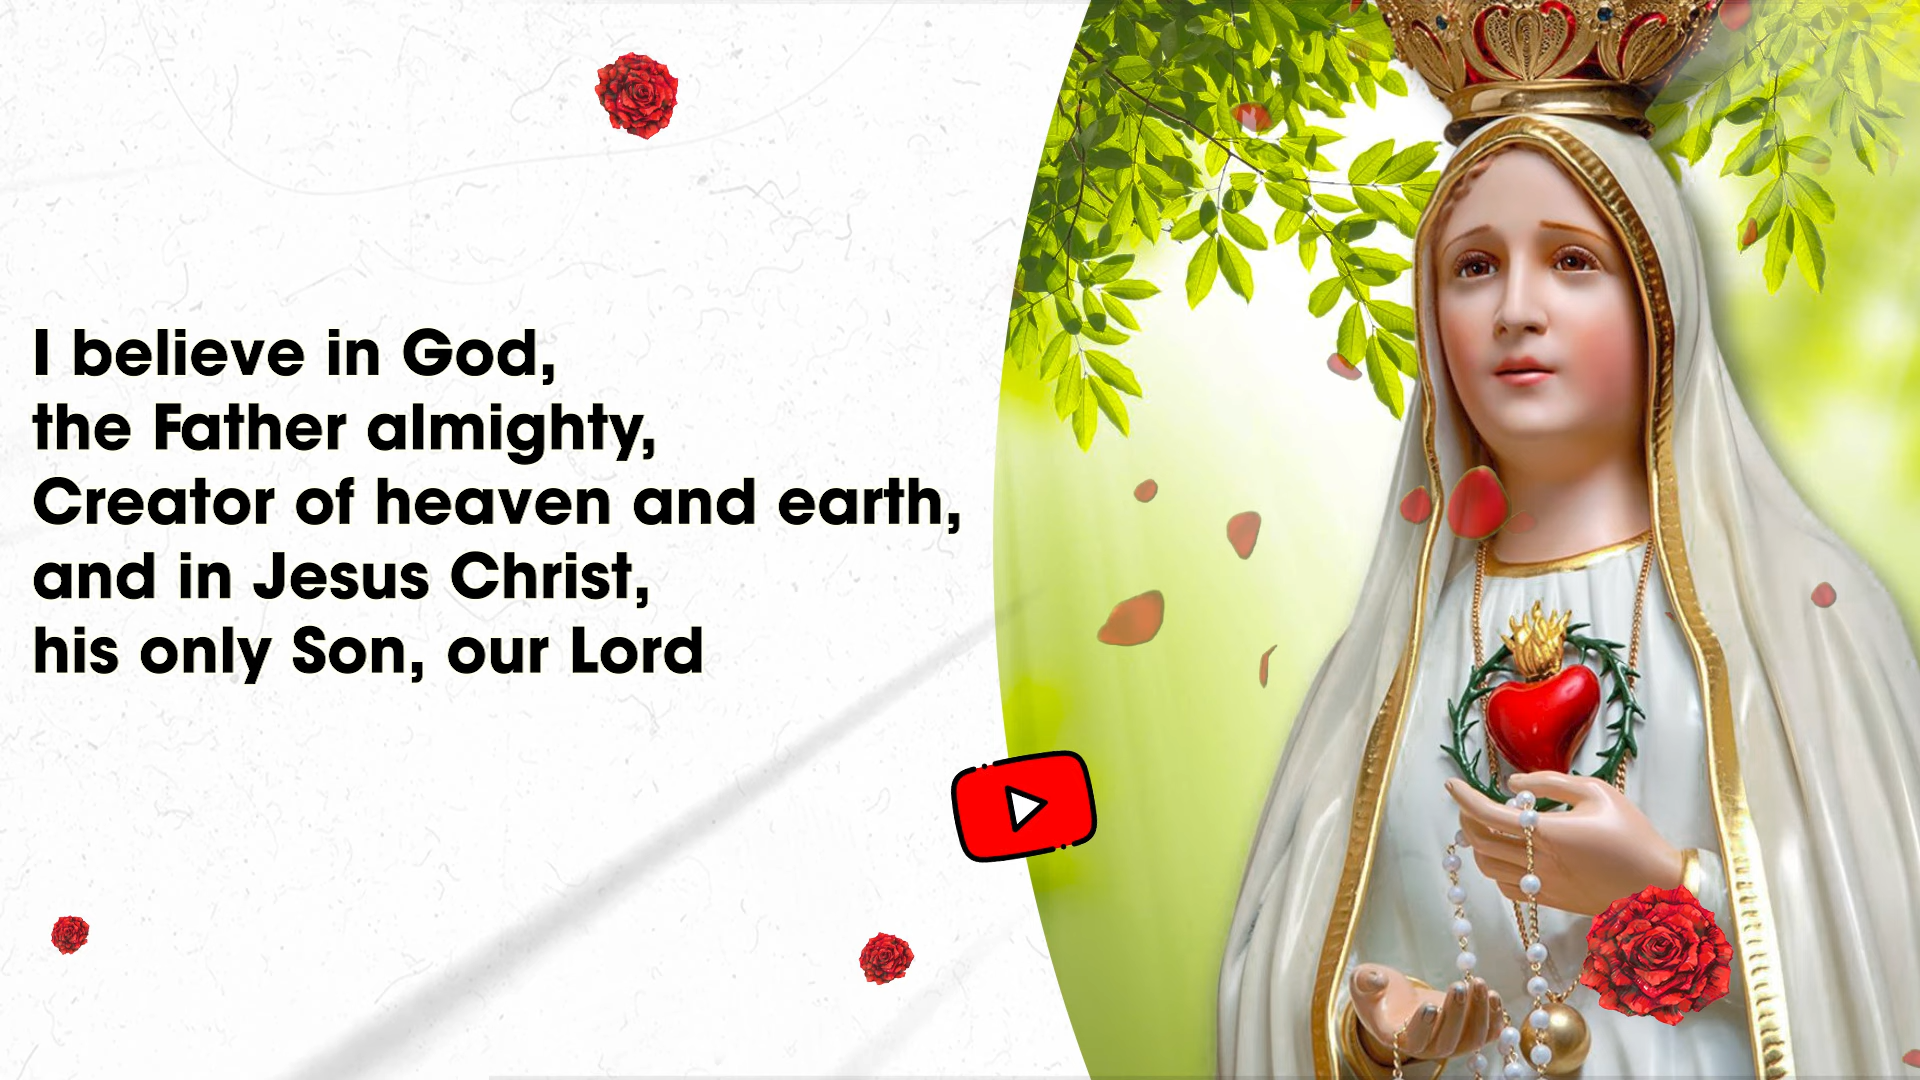 I believe in God,
the Father almighty,
Creator of heaven and earth,
and in Jesus Christ,
his only Son, our Lord